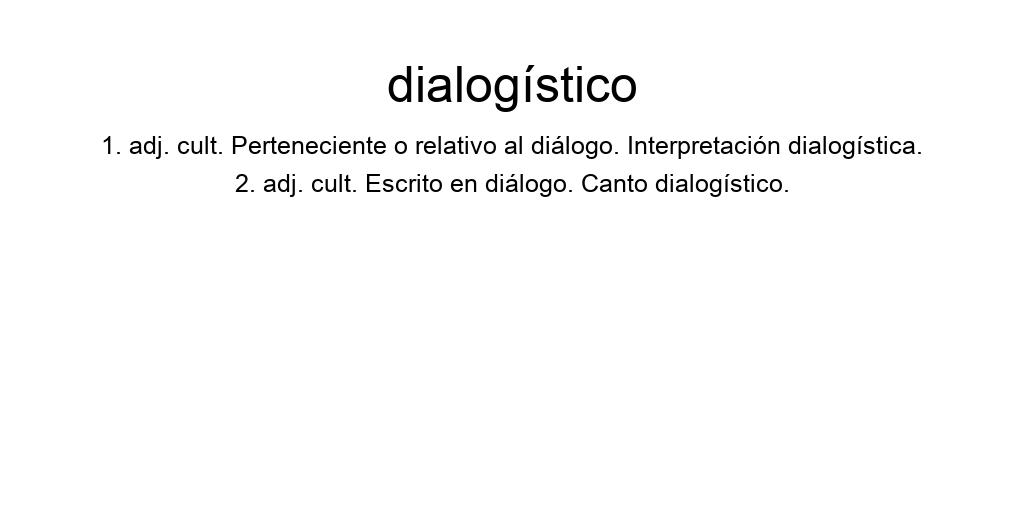 dialogístico
1. adj. cult. Perteneciente o relativo al diálogo. Interpretación dialogística.
2. adj. cult. Escrito en diálogo. Canto dialogístico.